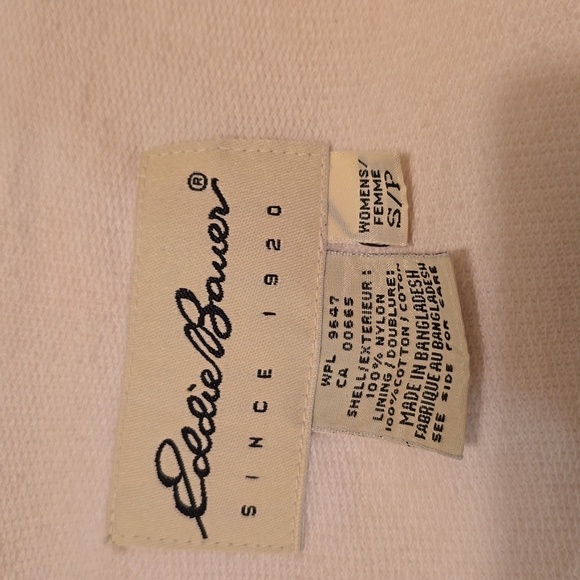 Eddie Bauer®
SINCE 1920
WOMENS/
FEMME
S/P
WPL 9647
CA 00665
SHELL/EXTERIEUR:
100% NYLON
LINING/DOUBLURE:
100% COTTON/COTON
MADE IN BANGLADESH
FABRIQUE AU BANGLADESH
SEE SIDE FOR CARE